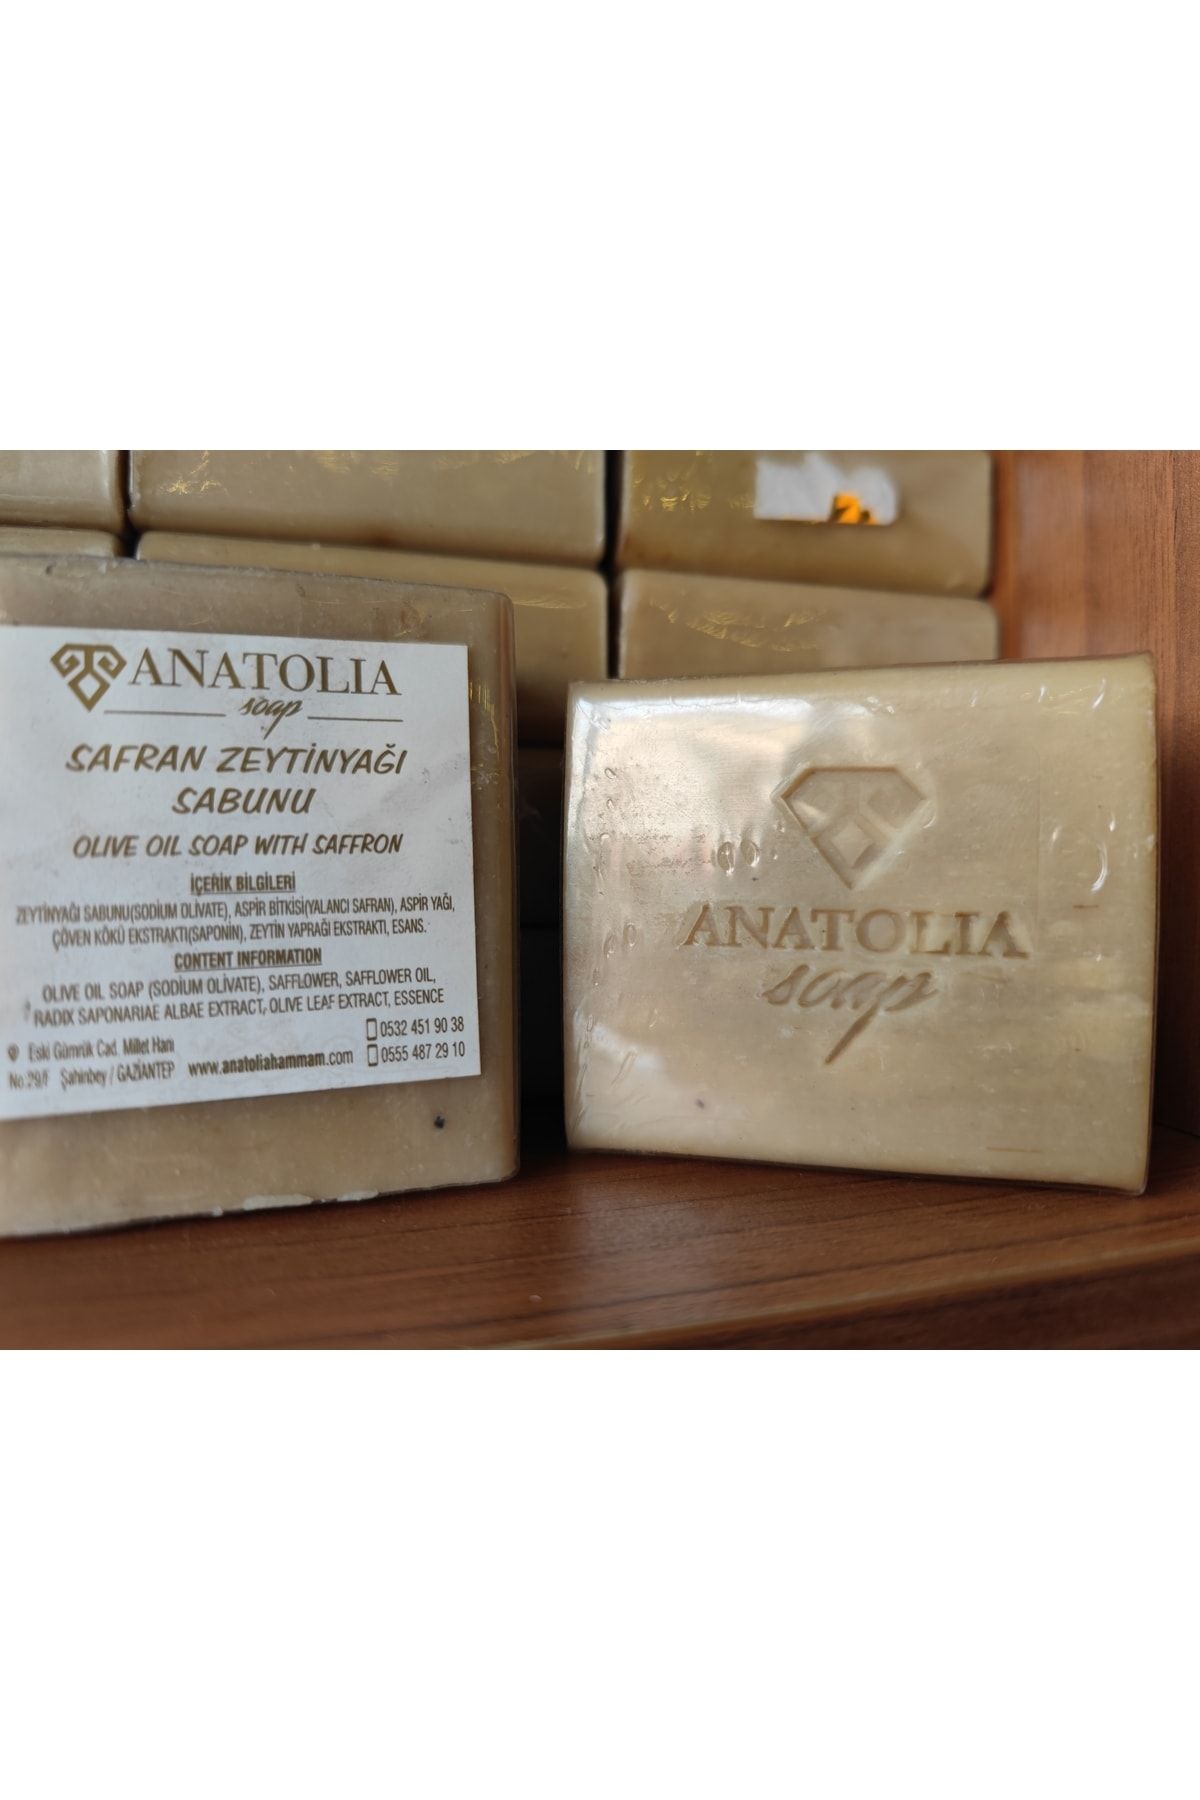 ANATOLIA
soap
SAFRAN ZEYTİNYAĞI
SABUNU
OLIVE OIL SOAP WITH SAFFRON
İÇERİK BİLGİLERİ
ZEYTİNYAĞI SABUNU(SODIUM OLİVATE), ASPİR BİTKİSİ(YALANCI SAFRAN), ASPİR YAĞI,
ÇÖVEN KÖKÜ EKSTRAKTI(SAPONİN), ZEYTİN YAPRAĞI EKSTRAKTI, ESANS.
CONTENT INFORMATION
OLIVE OIL SOAP (SODIUM OLİVATE), SAFFLOWER, SAFFLOWER OIL,
RADIX SAPONARIAE ALBAE EXTRACT, OLIVE LEAF EXTRACT, ESSENCE
Eski Gümrük Cad. Millet Hanı
No:29/F Şahinbey / GAZİANTEP
www.anatoliahammam.com
0532 451 90 38
0555 487 29 10
ANATOLIA
soap